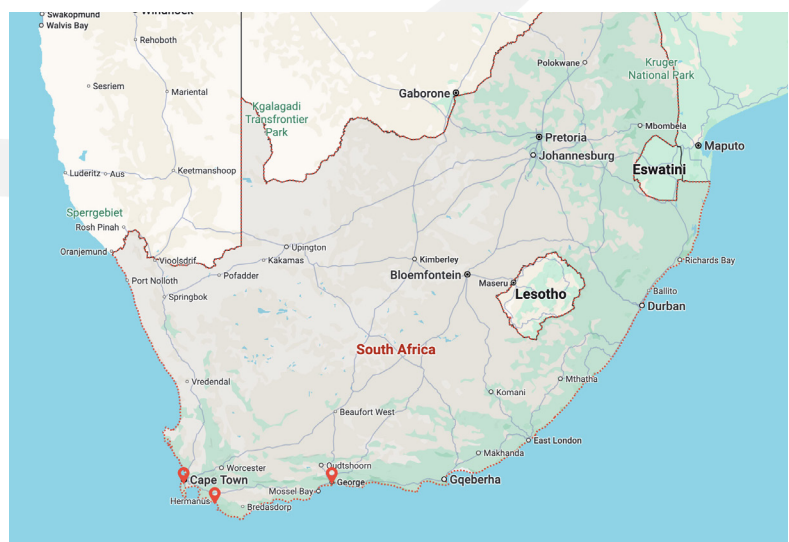 Swakopmund
Walvis Bay
Rehoboth
Polokwane
Kruger
National Park
Sesriem
Mariental
Gaborone
Kgalagadi
Transfrontier
Park
Mbombela
Pretoria
Maputo
Johannesburg
Luderitz
Aus
Keetmanshoop
Eswatini
Sperrgebiet
Rosh Pinah
Oranjemund
Vioolsdrif
Upington
Kakamas
Kimberley
Richards Bay
Port Nolloth
Pofadder
Bloemfontein
Maseru
Lesotho
Springbok
Ballito
Durban
South Africa
Vredendal
Mthatha
Komani
Beaufort West
East London
Makhanda
Worcester
Oudtshoorn
Cape Town
George
Gqeberha
Mossel Bay
Hermanus
Bredasdorp